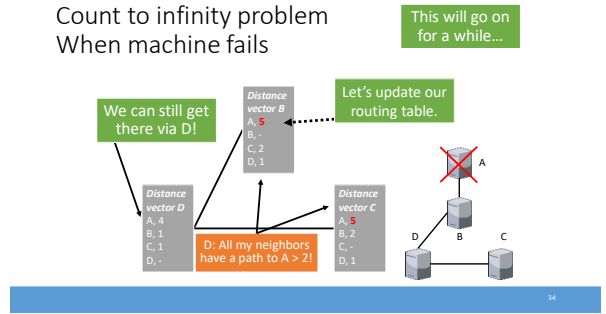 Count to infinity problem
When machine fails
This will go on
for a while…
Distance
vector B
A, 5
B, -
C, 2
D, 1
Let’s update our
routing table.
We can still get
there via D!
Distance
vector D
A, 4
B, 1
C, 1
D, -
D: All my neighbors
have a path to A > 2!
Distance
vector C
A, 5
B, 2
C, -
D, 1
A
D
B
C
34